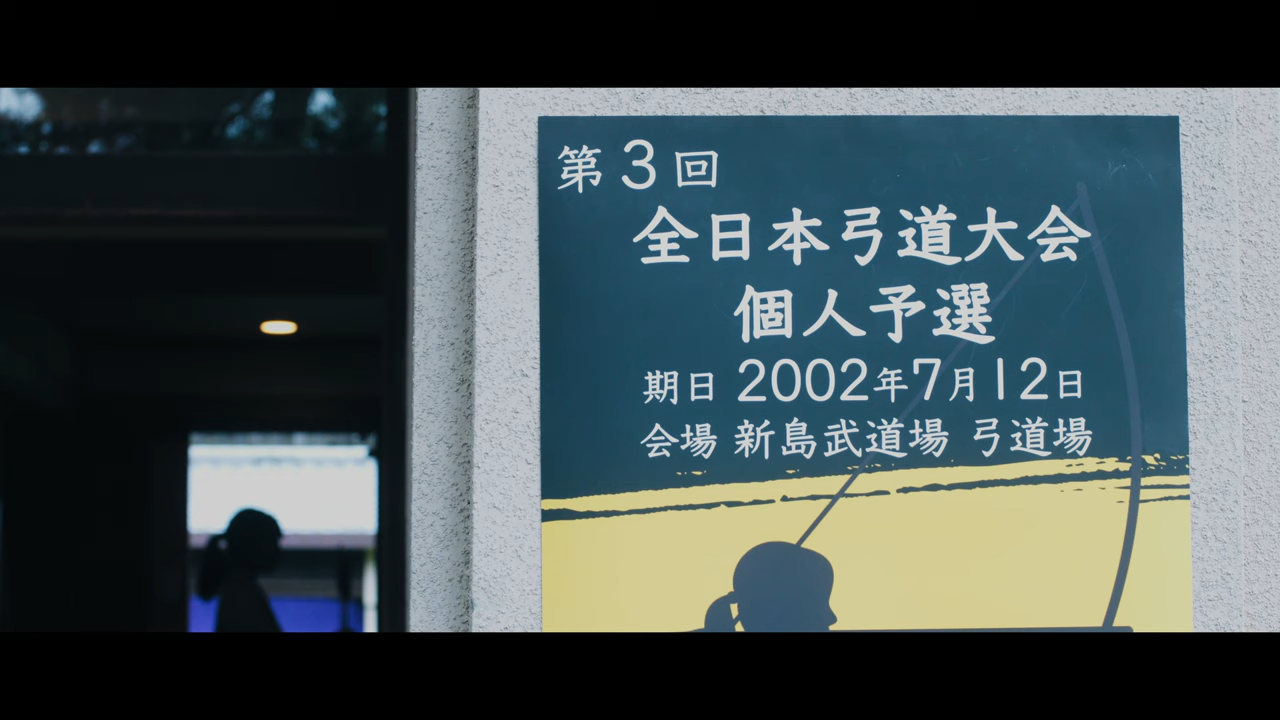 第3回
全日本弓道大会
個人予選
期日 2002年7月12日
会場 新島武道場 弓道場